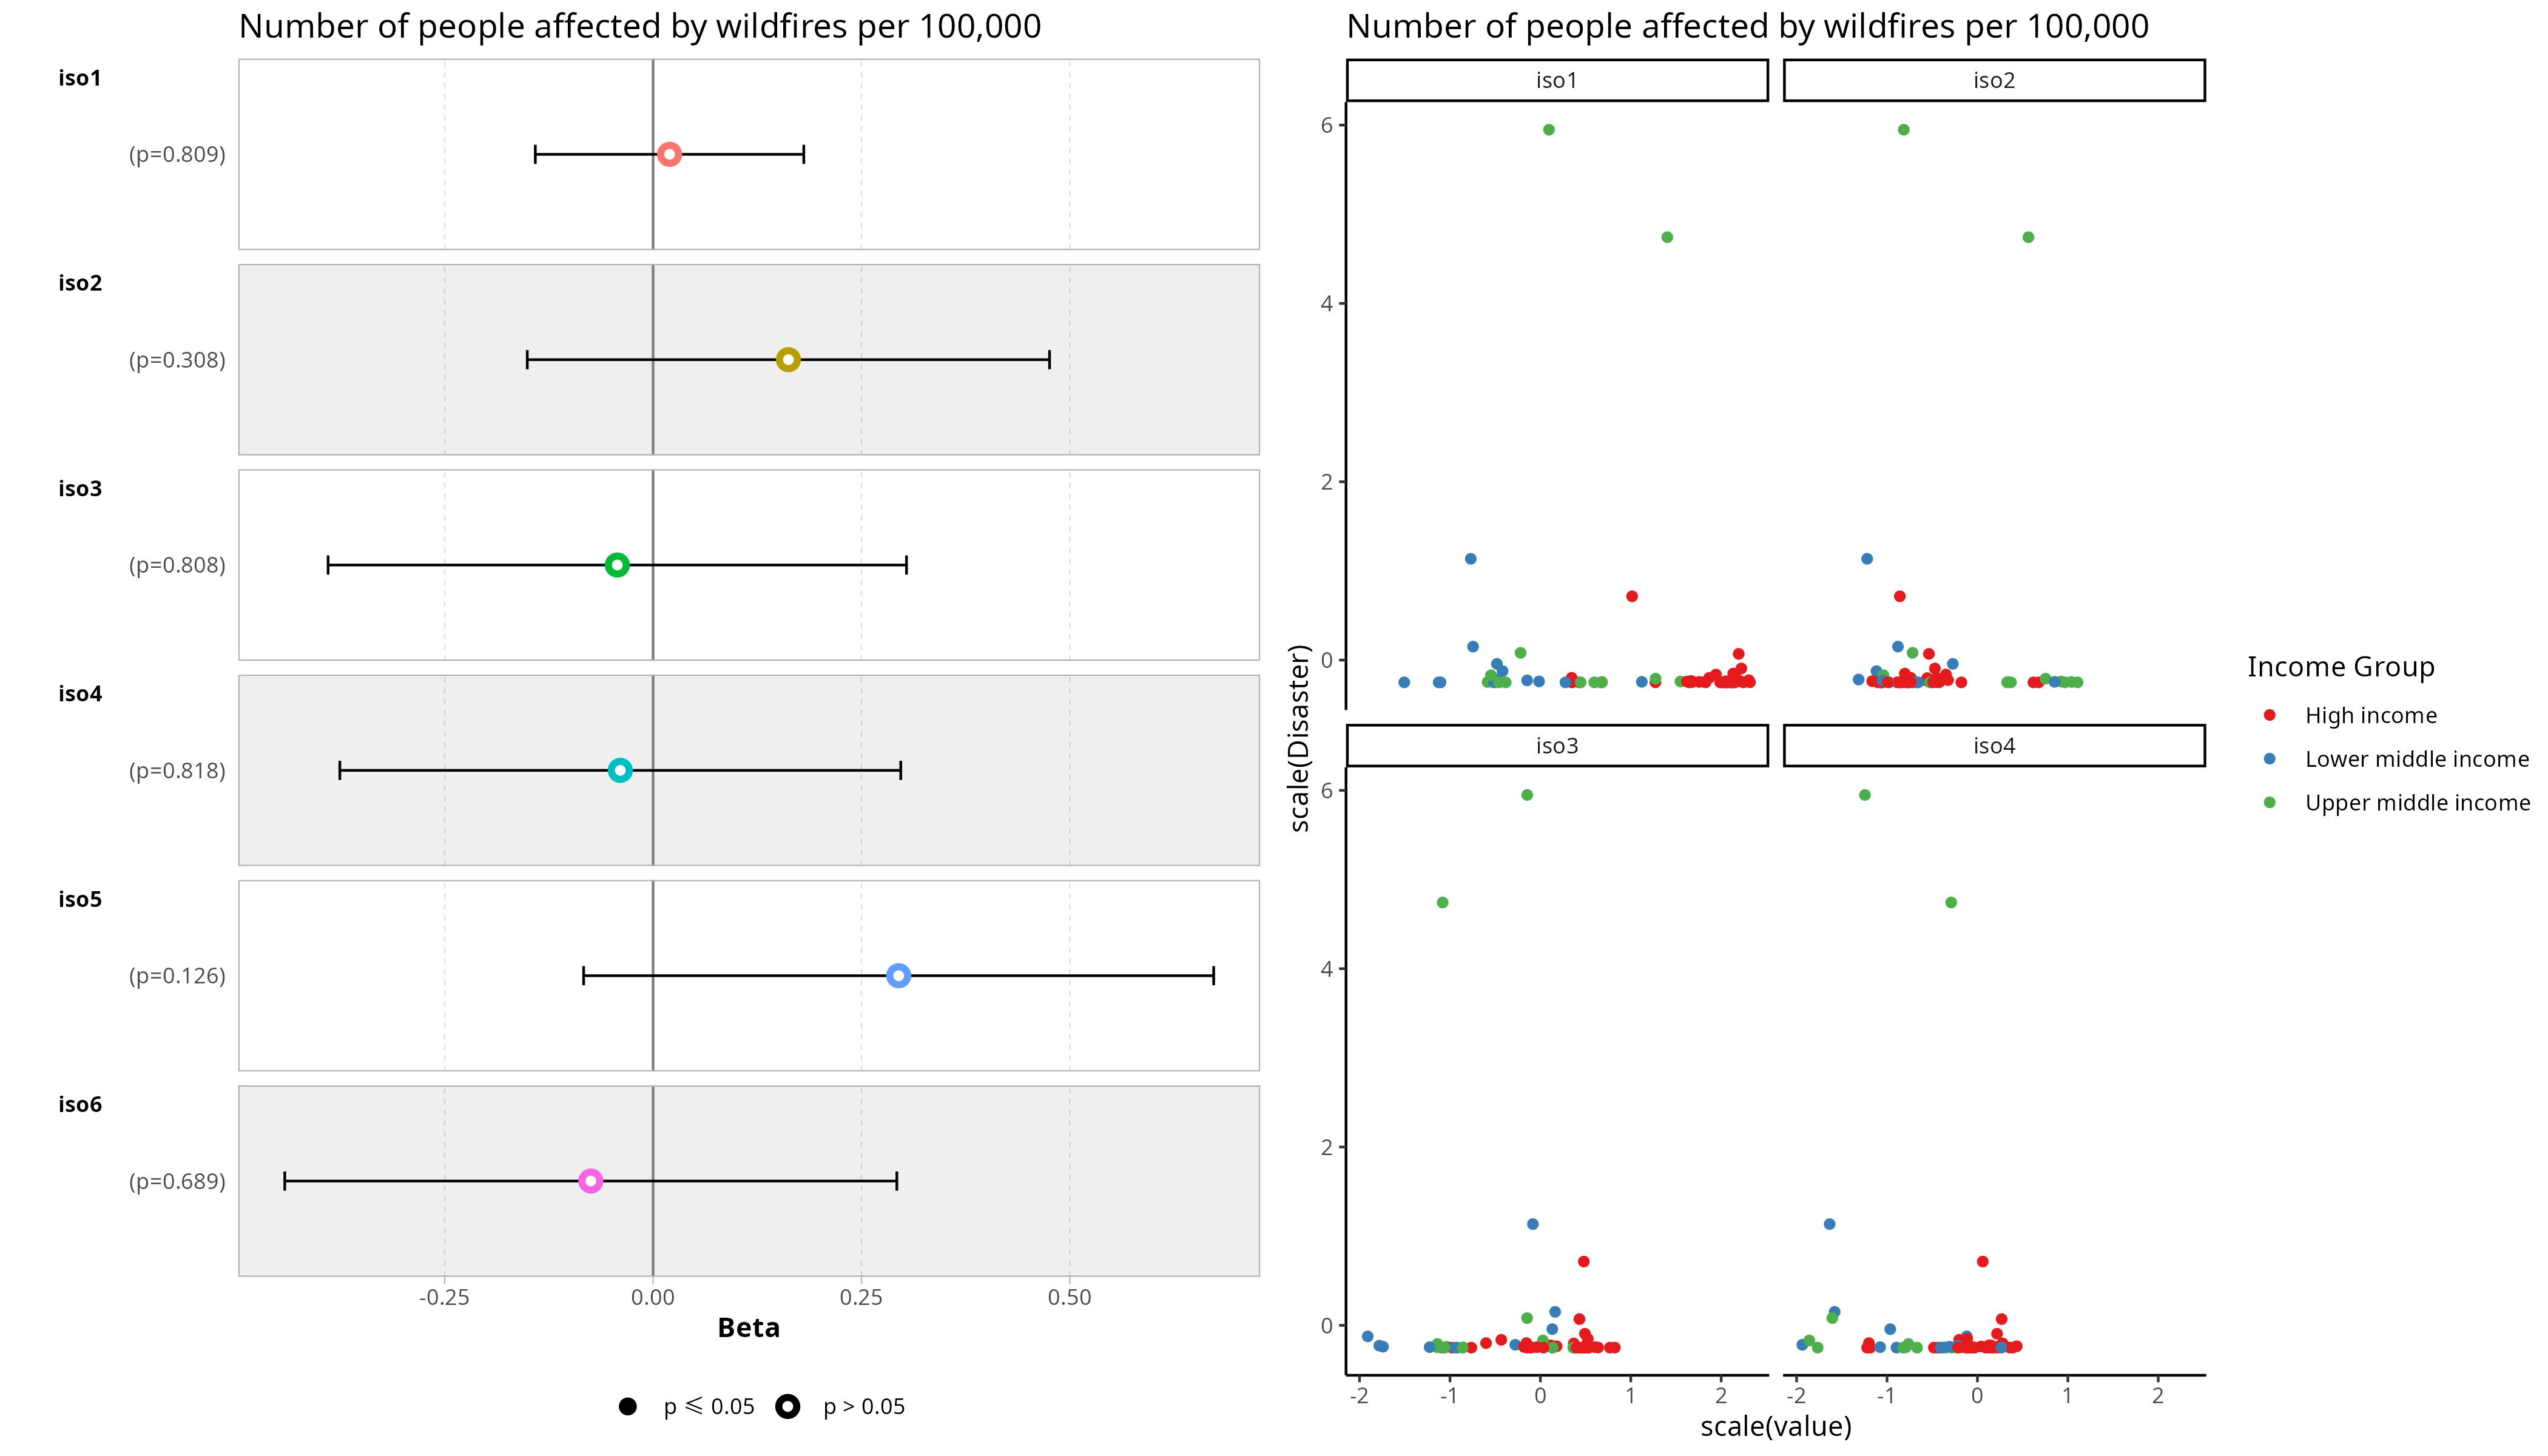 Number of people affected by wildfires per 100,000
iso1
(p=0.809)
iso2
(p=0.308)
iso3
(p=0.808)
iso4
(p=0.818)
iso5
(p=0.126)
iso6
(p=0.689)
-0.25 0.00 0.25 0.50
Beta
p ⩽ 0.05 p > 0.05
Number of people affected by wildfires per 100,000
iso1 iso2
6
4
2
0
iso3 iso4
6
4
2
0
scale(Disaster)
-2 -1 0 1 2 -2 -1 0 1 2
scale(value)
Income Group
High income
Lower middle income
Upper middle income